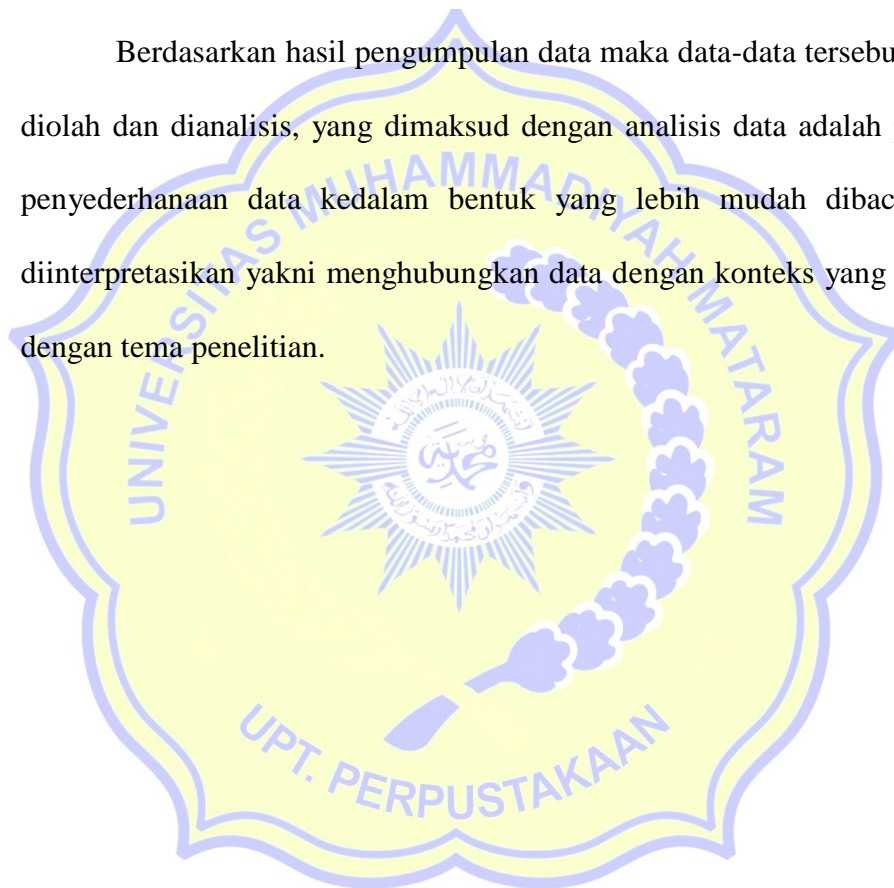 Berdasarkan hasil pengumpulan data maka data-data tersebu
diolah dan dianalisis, yang dimaksud dengan analisis data adalah
penyederhanaan data kedalam bentuk yang lebih mudah dibac
diinterpretasikan yakni menghubungkan data dengan konteks yang
dengan tema penelitian.
UNIVERSITAS MUHAMMADIYAH MATARAM
محمد
UPT. PERPUSTAKAAN